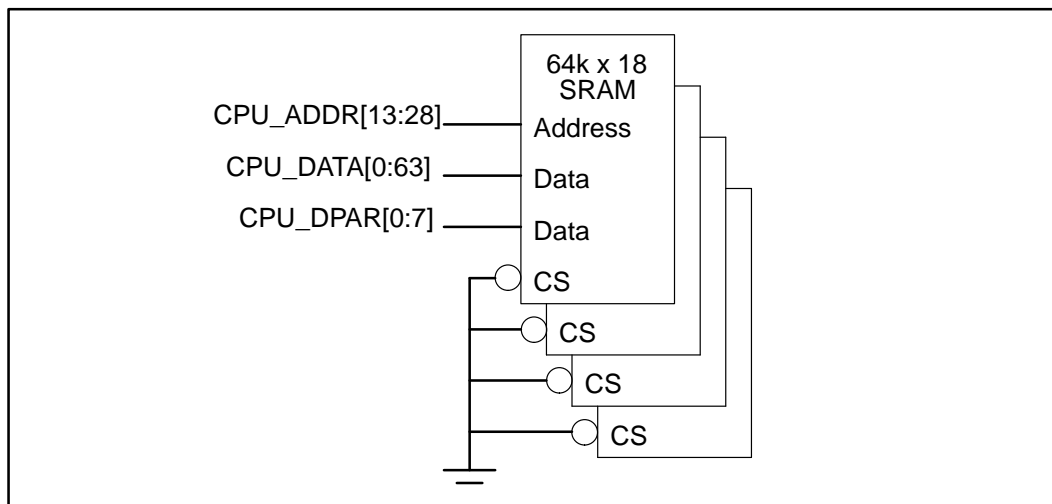 64k x 18
SRAM
CPU_ADDR[13:28]
Address
CPU_DATA[0:63]
Data
CPU_DPAR[0:7]
Data
CS
CS
CS
CS